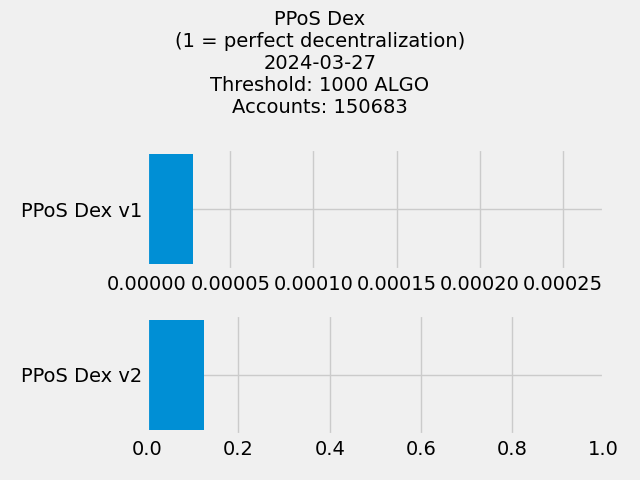 PPoS Dex
(1 = perfect decentralization)
2024-03-27
Threshold: 1000 ALGO
Accounts: 150683
PPoS Dex v1
0.00000 0.00005 0.00010 0.00015 0.00020 0.00025
PPoS Dex v2
0.0 0.2 0.4 0.6 0.8 1.0